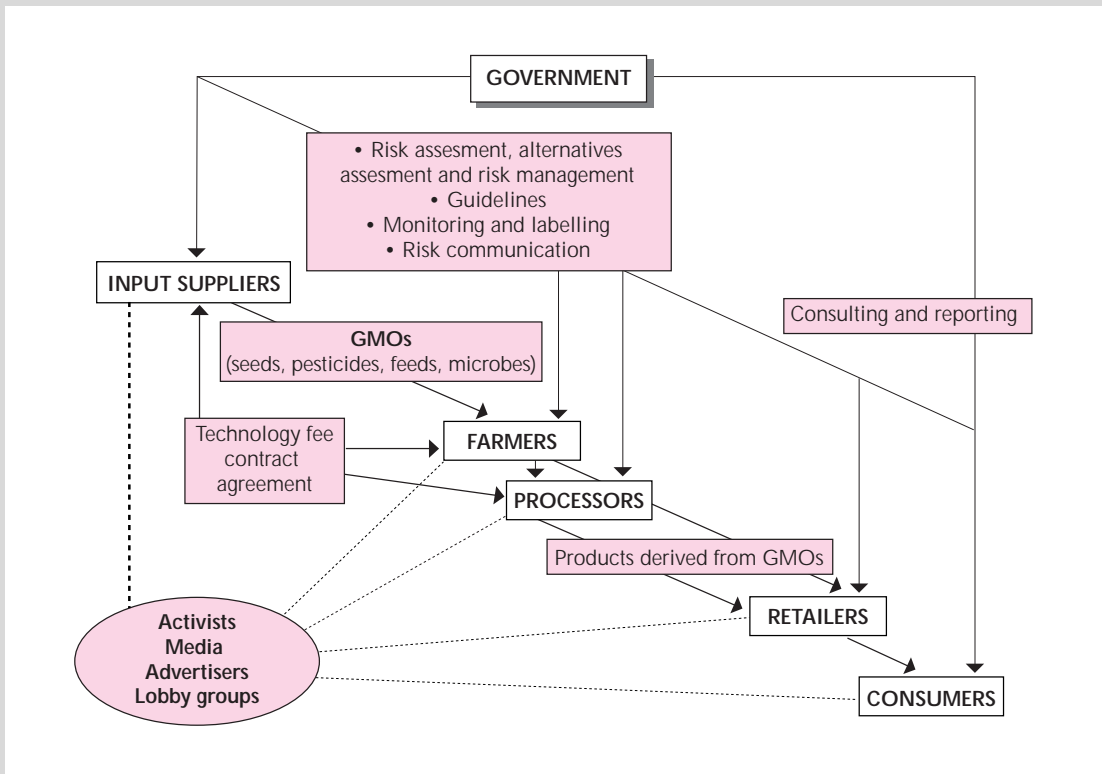 GOVERNMENT
• Risk assesment, alternatives
assesment and risk management
• Guidelines
• Monitoring and labelling
• Risk communication
INPUT SUPPLIERS
Consulting and reporting
GMOs
(seeds, pesticides, feeds, microbes)
Technology fee
contract
agreement
FARMERS
PROCESSORS
Products derived from GMOs
Activists
Media
Advertisers
Lobby groups
RETAILERS
CONSUMERS